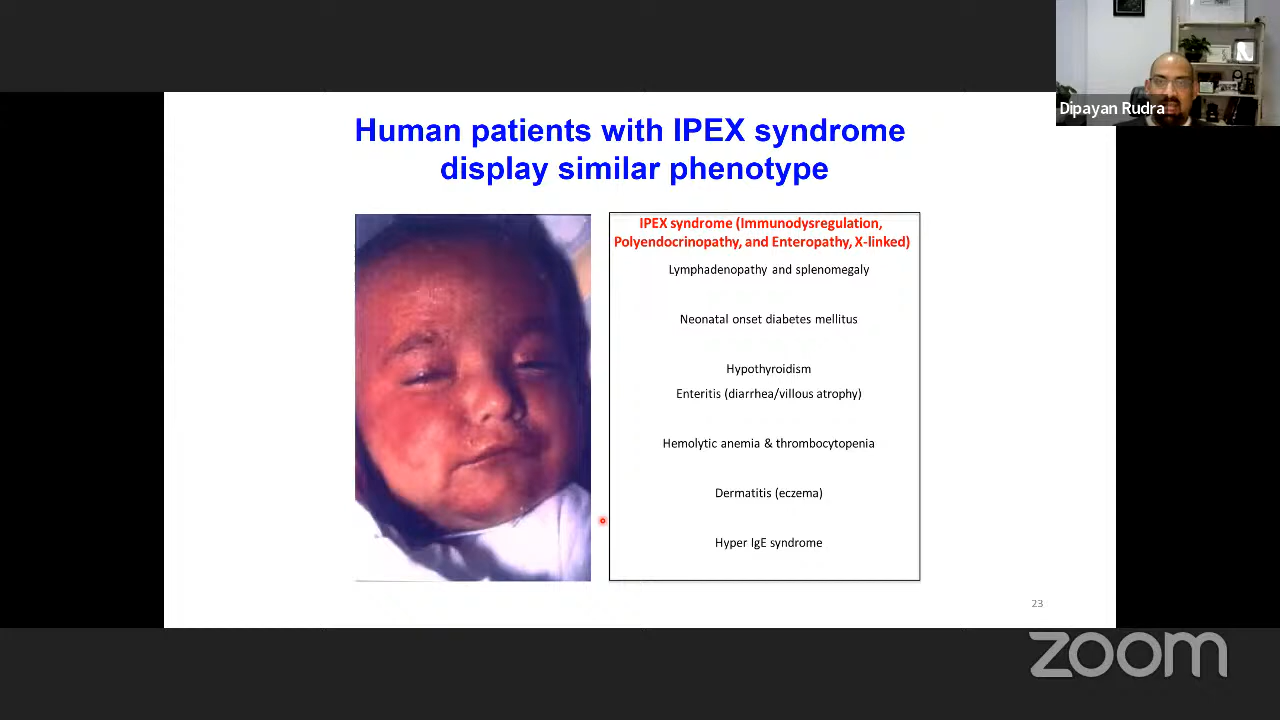 Dipayan Rudra
Human patients with IPEX syndrome
display similar phenotype
IPEX syndrome (Immunodysregulation,
Polyendocrinopathy, and Enteropathy, X-linked)
Lymphadenopathy and splenomegaly
Neonatal onset diabetes mellitus
Hypothyroidism
Enteritis (diarrhea/villous atrophy)
Hemolytic anemia & thrombocytopenia
Dermatitis (eczema)
Hyper IgE syndrome
23
zoom